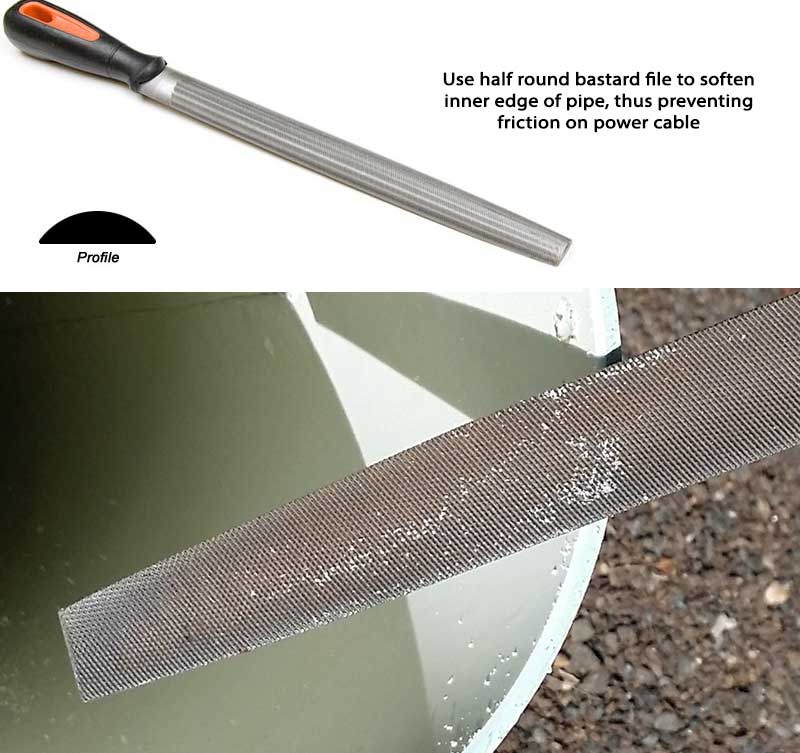 Use half round bastard file to soften
inner edge of pipe, thus preventing
friction on power cable
Profile